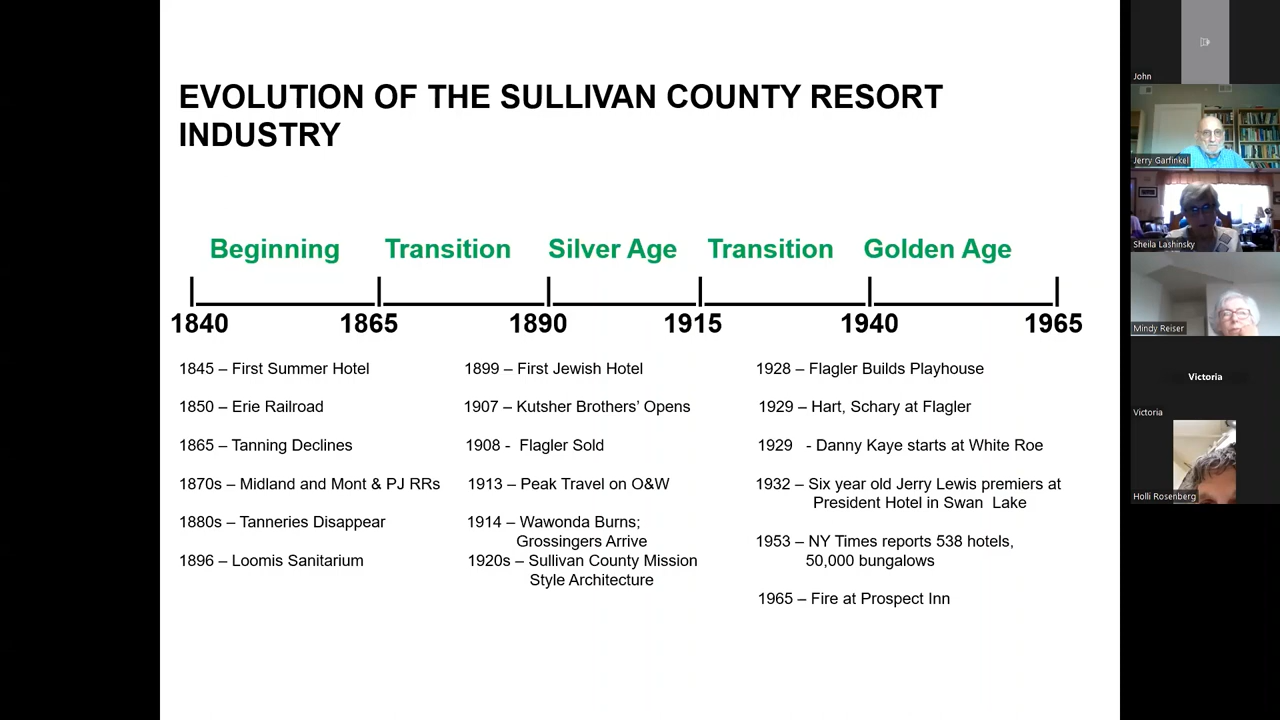 EVOLUTION OF THE SULLIVAN COUNTY RESORT
INDUSTRY
Beginning Transition Silver Age Transition Golden Age
1840 1865 1890 1915 1940 1965
1845 – First Summer Hotel
1850 – Erie Railroad
1865 – Tanning Declines
1870s – Midland and Mont & PJ RRs
1880s – Tanneries Disappear
1896 – Loomis Sanitarium
1899 – First Jewish Hotel
1907 – Kutsher Brothers’ Opens
1908 - Flagler Sold
1913 – Peak Travel on O&W
1914 – Wawonda Burns;
Grossingers Arrive
1920s – Sullivan County Mission
Style Architecture
1928 – Flagler Builds Playhouse
1929 – Hart, Schary at Flagler
1929 - Danny Kaye starts at White Roe
1932 – Six year old Jerry Lewis premiers at
President Hotel in Swan Lake
1953 – NY Times reports 538 hotels,
50,000 bungalows
1965 – Fire at Prospect Inn
John
Jerry Garfinkel
Sheila Lashinsky
Mindy Reiser
Victoria
Victoria
Holli Rosenberg